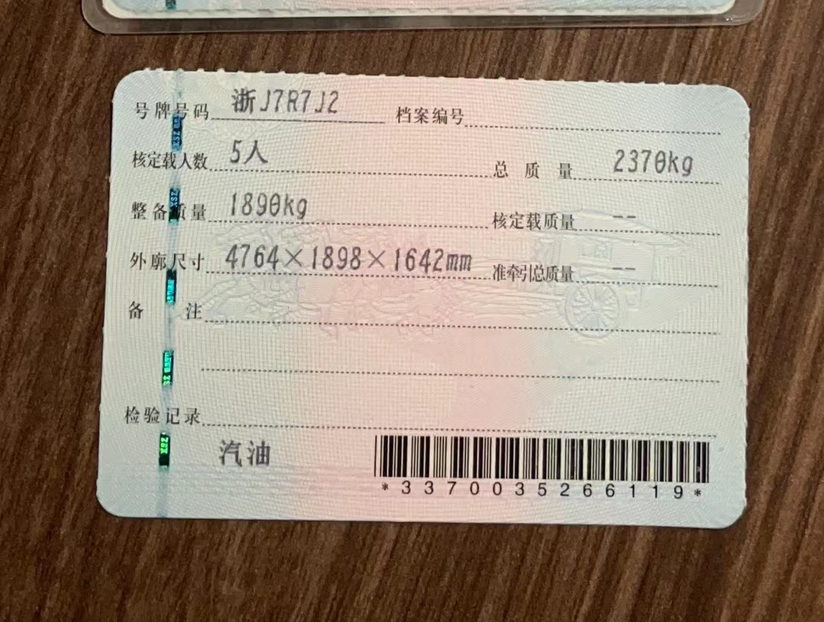 号牌号码 浙J7R7J2 档案编号
核定载人数 5人 总质量 2370kg
整备质量 1890kg 核定载质量 --
外廓尺寸 4764×1898×1642mm 准牵引总质量 --
备注
检验记录
汽油
*3370035266119*